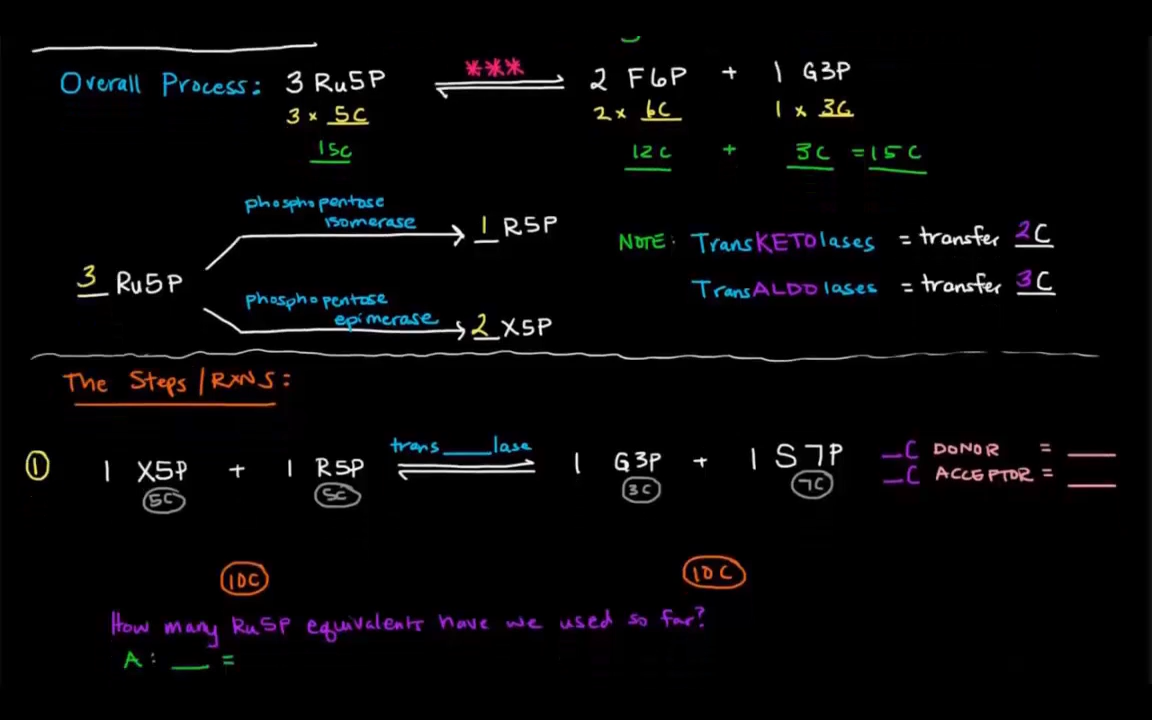 Overall Process: 3 Ru5P *** 2 F6P + 1 G3P
3 × 5C 2 × 6C 1 × 3C
15C 12C + 3C = 15C
phosphopentose
isomerase
1 R5P
NOTE: TransKETOlases = transfer 2C
3 Ru5P
TransALDOlases = transfer 3C
phosphopentose
epimerase
2 X5P
The Steps/RXNS:
① 1 X5P + 1 R5P trans____lase 1 G3P + 1 S7P
5C 5C 3C 7C
_C DONOR = ____
_C ACCEPTOR = ____
10C 10C
How many Ru5P equivalents have we used so far?
A: ___ =